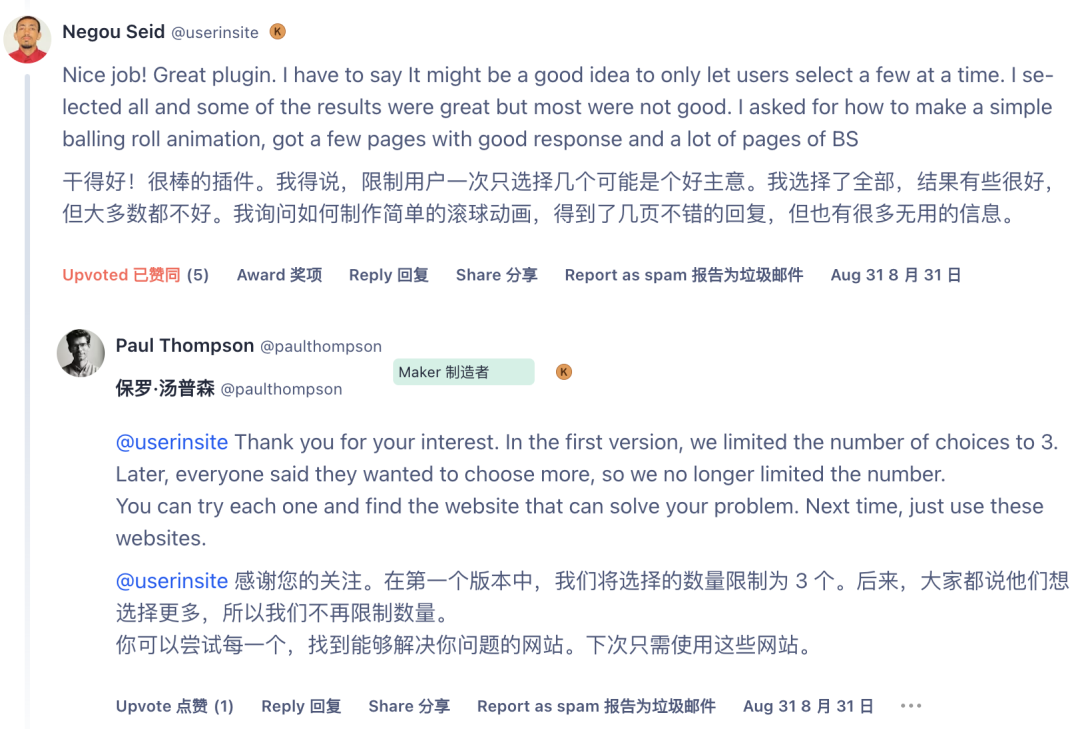 Negou Seid @userinsite K
Nice job! Great plugin. I have to say It might be a good idea to only let users select a few at a time. I se-
lected all and some of the results were great but most were not good. I asked for how to make a simple
balling roll animation, got a few pages with good response and a lot of pages of BS
干得好！很棒的插件。我得说，限制用户一次只选择几个可能是个好主意。我选择了全部，结果有些很好，
但大多数都不好。我询问如何制作简单的滚球动画，得到了几页不错的回复，但也有很多无用的信息。
Upvoted 已赞同 (5) Award 奖项 Reply 回复 Share 分享 Report as spam 报告为垃圾邮件 Aug 31 8 月 31 日
Paul Thompson @paulthompson
Maker 制造者 K
保罗·汤普森 @paulthompson
@userinsite Thank you for your interest. In the first version, we limited the number of choices to 3.
Later, everyone said they wanted to choose more, so we no longer limited the number.
You can try each one and find the website that can solve your problem. Next time, just use these
websites.
@userinsite 感谢您的关注。在第一个版本中，我们将选择的数量限制为 3 个。后来，大家都说他们想
选择更多，所以我们不再限制数量。
你可以尝试每一个，找到能够解决你问题的网站。下次只需使用这些网站。
Upvote 点赞 (1) Reply 回复 Share 分享 Report as spam 报告为垃圾邮件 Aug 31 8 月 31 日 •••